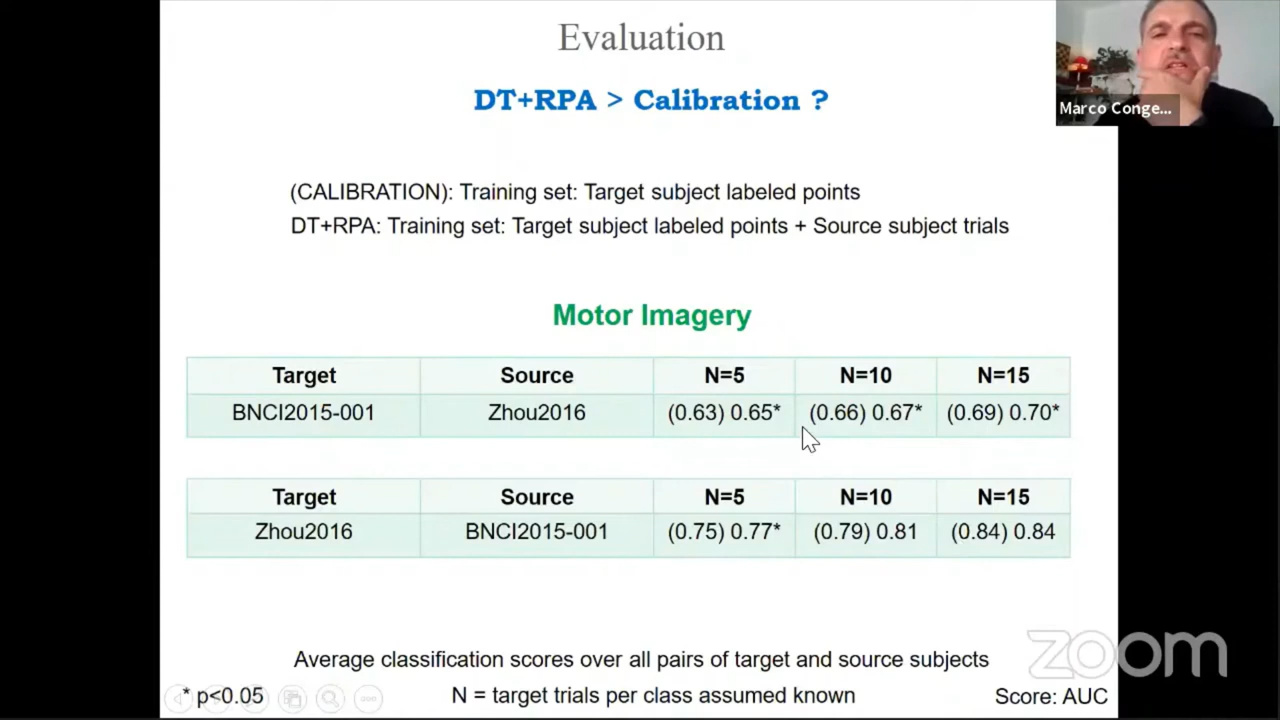 Evaluation
DT+RPA > Calibration ?
Marco Conge...
(CALIBRATION): Training set: Target subject labeled points
DT+RPA: Training set: Target subject labeled points + Source subject trials
Motor Imagery
Target Source N=5 N=10 N=15
BNCI2015-001 Zhou2016 (0.63) 0.65* (0.66) 0.67* (0.69) 0.70*
Target Source N=5 N=10 N=15
Zhou2016 BNCI2015-001 (0.75) 0.77* (0.79) 0.81 (0.84) 0.84
zoom
Average classification scores over all pairs of target and source subjects
* p<0.05 N = target trials per class assumed known Score: AUC